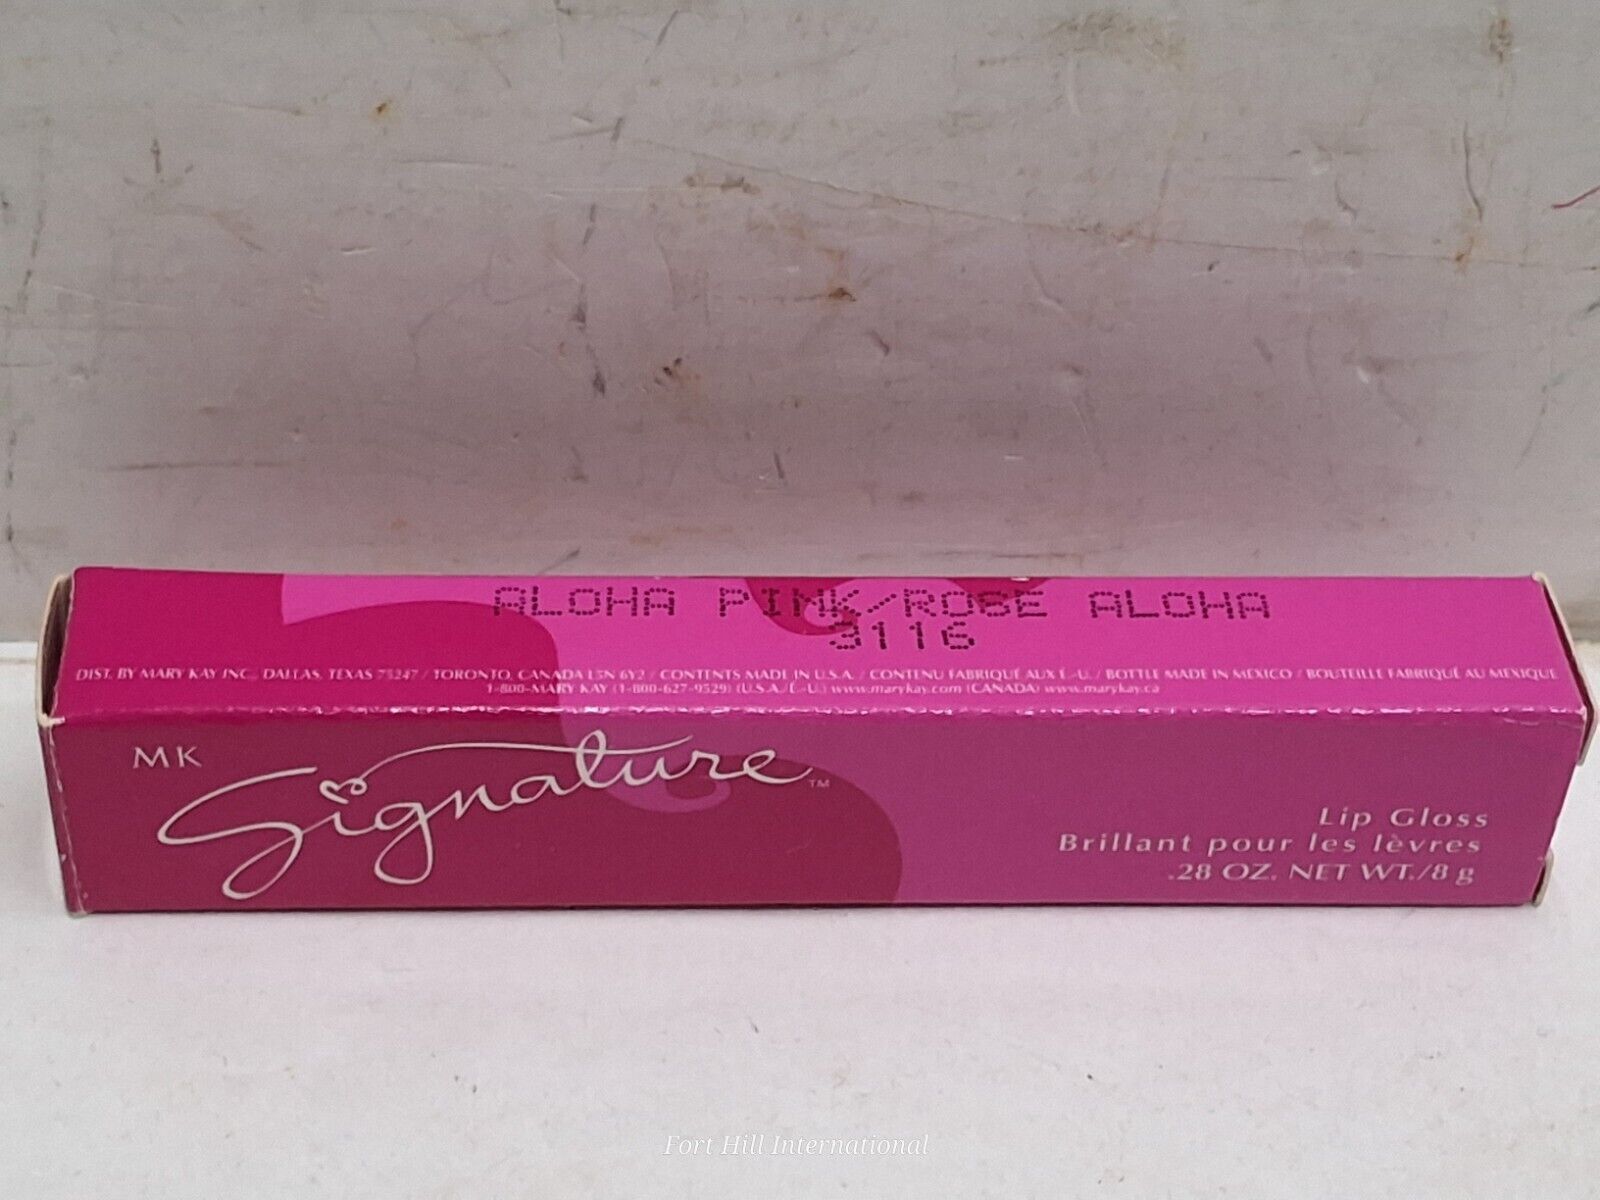 ALOHA PINK/ROSE ALOHA
3116
DIST. BY MARY KAY INC., DALLAS, TEXAS 75247 / TORONTO, CANADA L5N 6Y2 / CONTENTS MADE IN U.S.A. / CONTENU FABRIQUÉ AUX É.-U. / BOTTLE MADE IN MEXICO / BOUTEILLE FABRIQUÉ AU MEXIQUE
1-800-MARY KAY (1-800-627-9529) (U.S.A./É.-U.) www.marykay.com (CANADA) www.marykay.ca
MK
Signature™
Lip Gloss
Brillant pour les lèvres
.28 OZ. NET WT./8 g
Fort Hill International